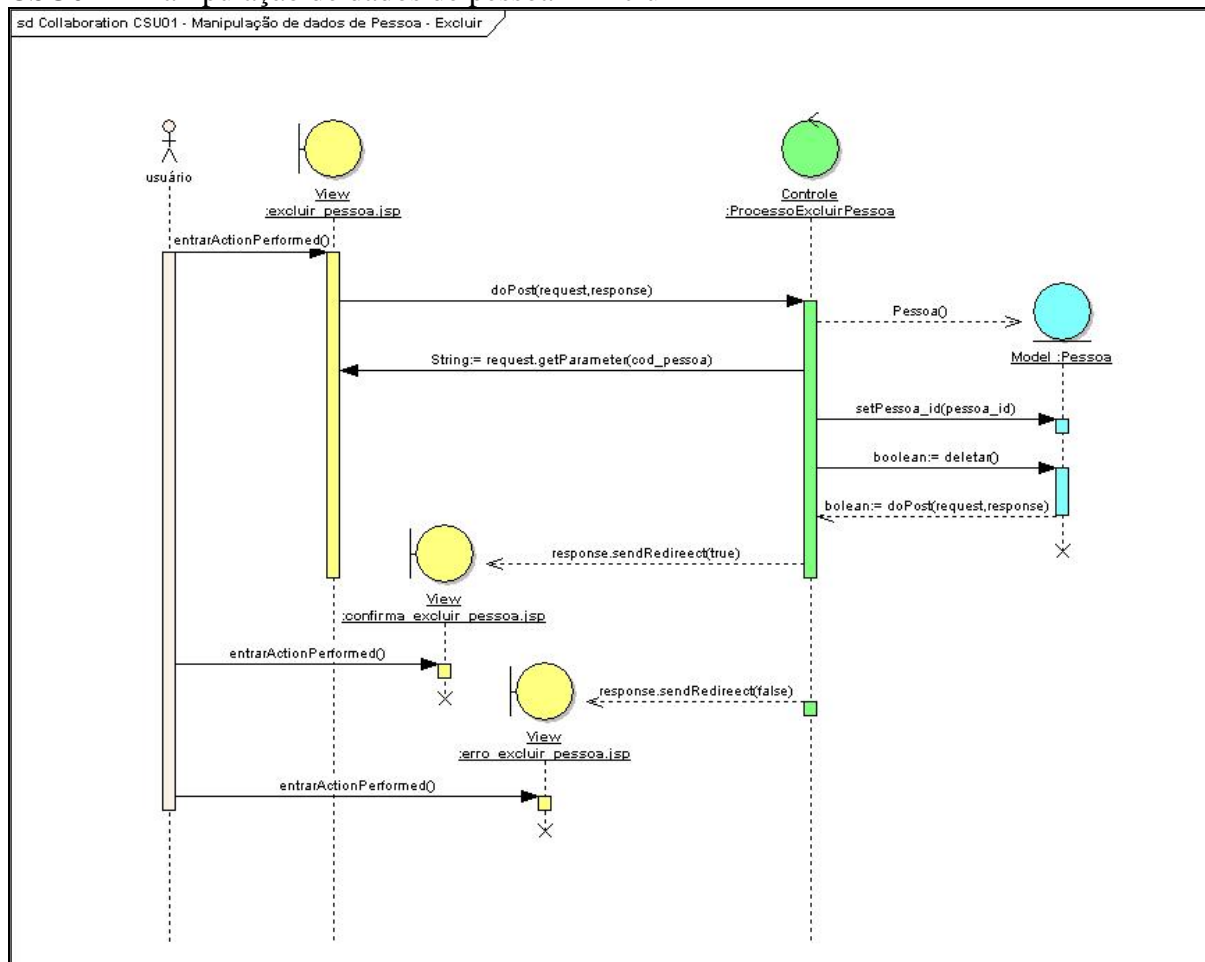 sd Collaboration CSU01 - Manipulação de dados de Pessoa - Excluir
usuário
View
:excluir_pessoa.jsp
Controle
:ProcessoExcluirPessoa
entrarActionPerformed()
doPost(request,response)
Pessoa()
Model :Pessoa
String:= request.getParameter(cod_pessoa)
setPessoa_id(pessoa_id)
boolean:= deletar()
bolean:= doPost(request,response)
response.sendRedireect(true)
View
:confirma_excluir_pessoa.jsp
entrarActionPerformed()
response.sendRedireect(false)
View
:erro_excluir_pessoa.jsp
entrarActionPerformed()